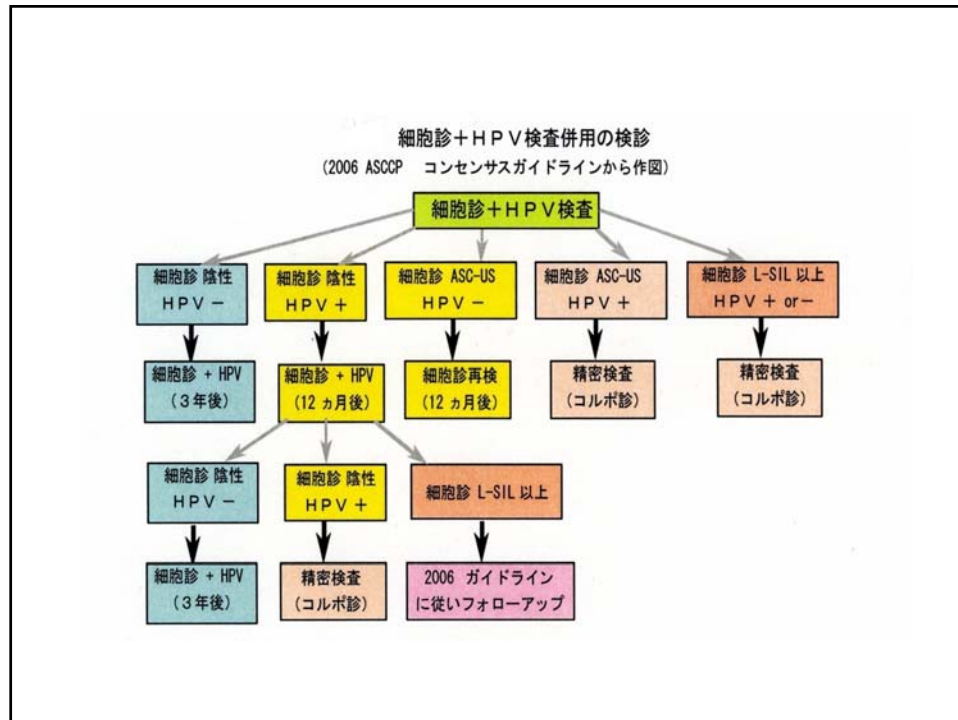 細胞診＋ＨＰＶ検査併用の検診
(2006 ASCCP コンセンサスガイドラインから作図)
細胞診＋ＨＰＶ検査
細胞診 陰性
ＨＰＶ －
細胞診 陰性
ＨＰＶ ＋
細胞診 ASC-US
ＨＰＶ －
細胞診 ASC-US
ＨＰＶ ＋
細胞診 L-SIL 以上
ＨＰＶ ＋ or－
細胞診 + HPV
(３年後)
細胞診 + HPV
(12 ヵ月後)
細胞診再検
(12 ヵ月後)
精密検査
(コルポ診)
精密検査
(コルポ診)
細胞診 陰性
ＨＰＶ －
細胞診 陰性
ＨＰＶ ＋
細胞診 L-SIL 以上
細胞診 + HPV
(３年後)
精密検査
(コルポ診)
2006 ガイドライン
に従いフォローアップ